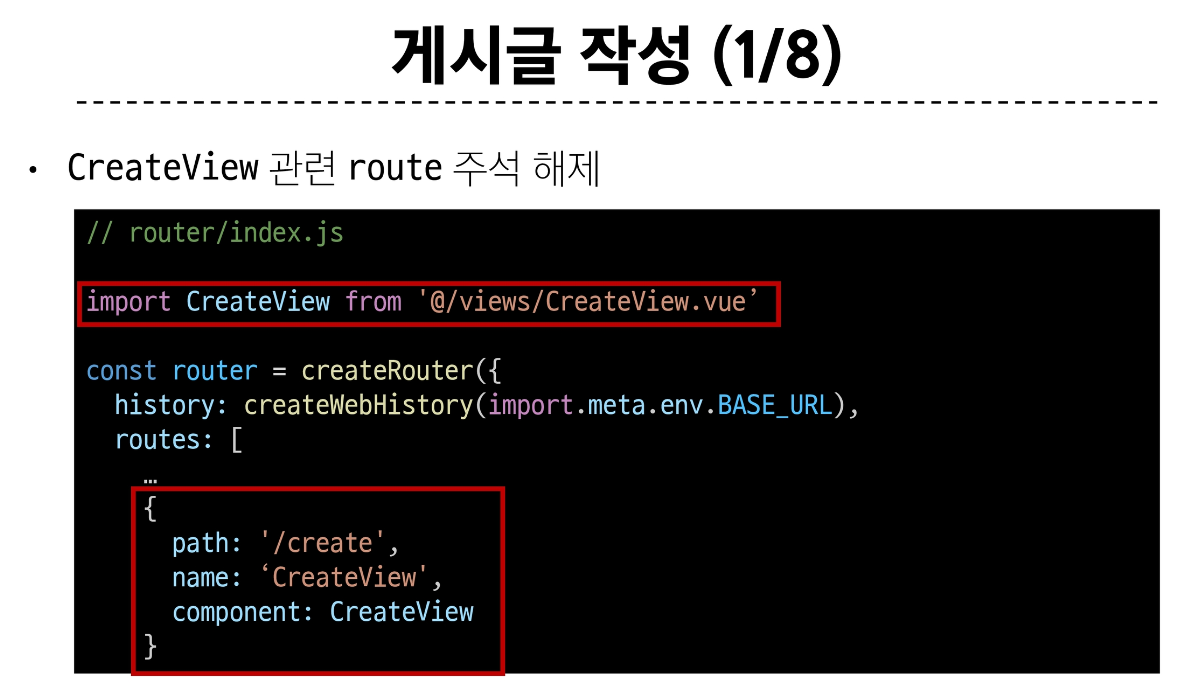 게시글 작성 (1/8)
• CreateView 관련 route 주석 해제
// router/index.js
import CreateView from '@/views/CreateView.vue’
const router = createRouter({
history: createWebHistory(import.meta.env.BASE_URL),
routes: [
…
{
path: '/create',
name: ‘CreateView',
component: CreateView
}